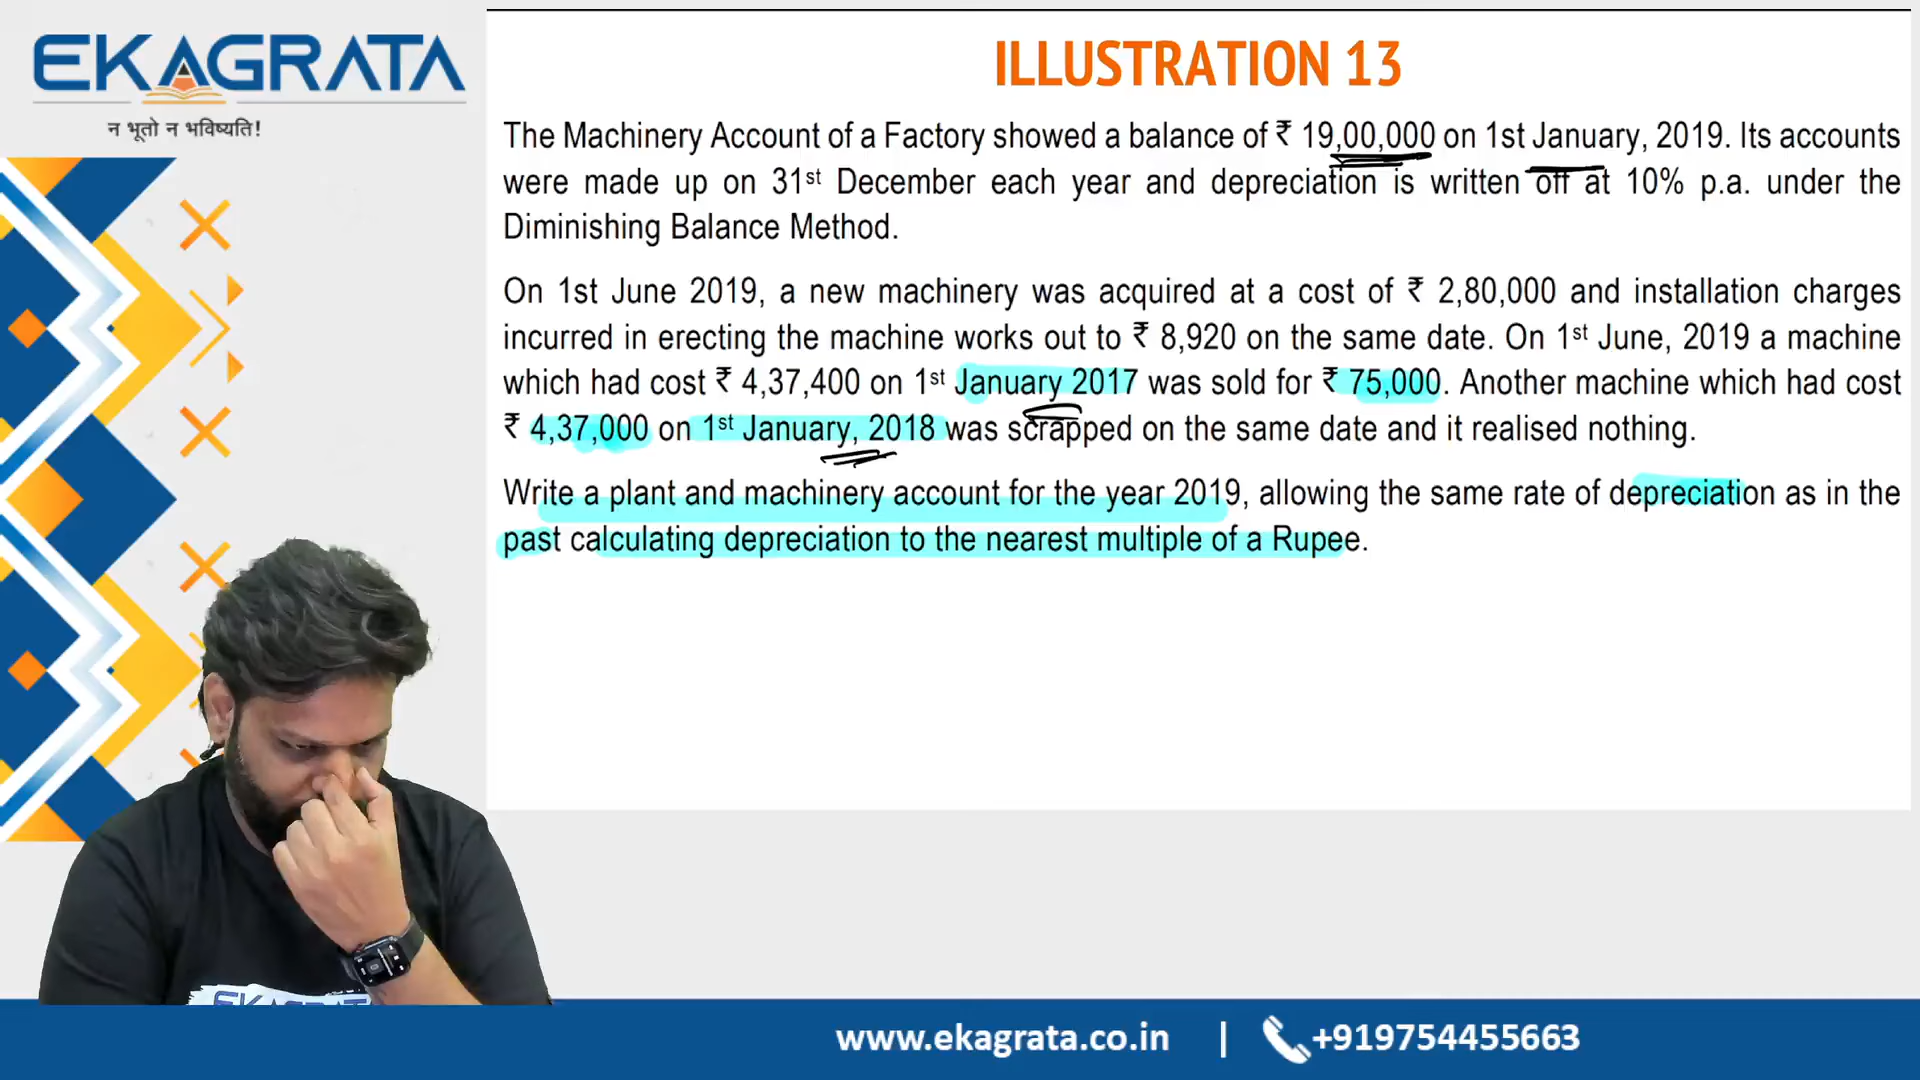 EKAGRATA
न भूतो न भविष्यति!
ILLUSTRATION 13
The Machinery Account of a Factory showed a balance of ₹ 19,00,000 on 1st January, 2019. Its accounts
were made up on 31st December each year and depreciation is written off at 10% p.a. under the
Diminishing Balance Method.
On 1st June 2019, a new machinery was acquired at a cost of ₹ 2,80,000 and installation charges
incurred in erecting the machine works out to ₹ 8,920 on the same date. On 1st June, 2019 a machine
which had cost ₹ 4,37,400 on 1st January 2017 was sold for ₹ 75,000. Another machine which had cost
₹ 4,37,000 on 1st January, 2018 was scrapped on the same date and it realised nothing.
Write a plant and machinery account for the year 2019, allowing the same rate of depreciation as in the
past calculating depreciation to the nearest multiple of a Rupee.
EKAGRATA
www.ekagrata.co.in | +919754455663